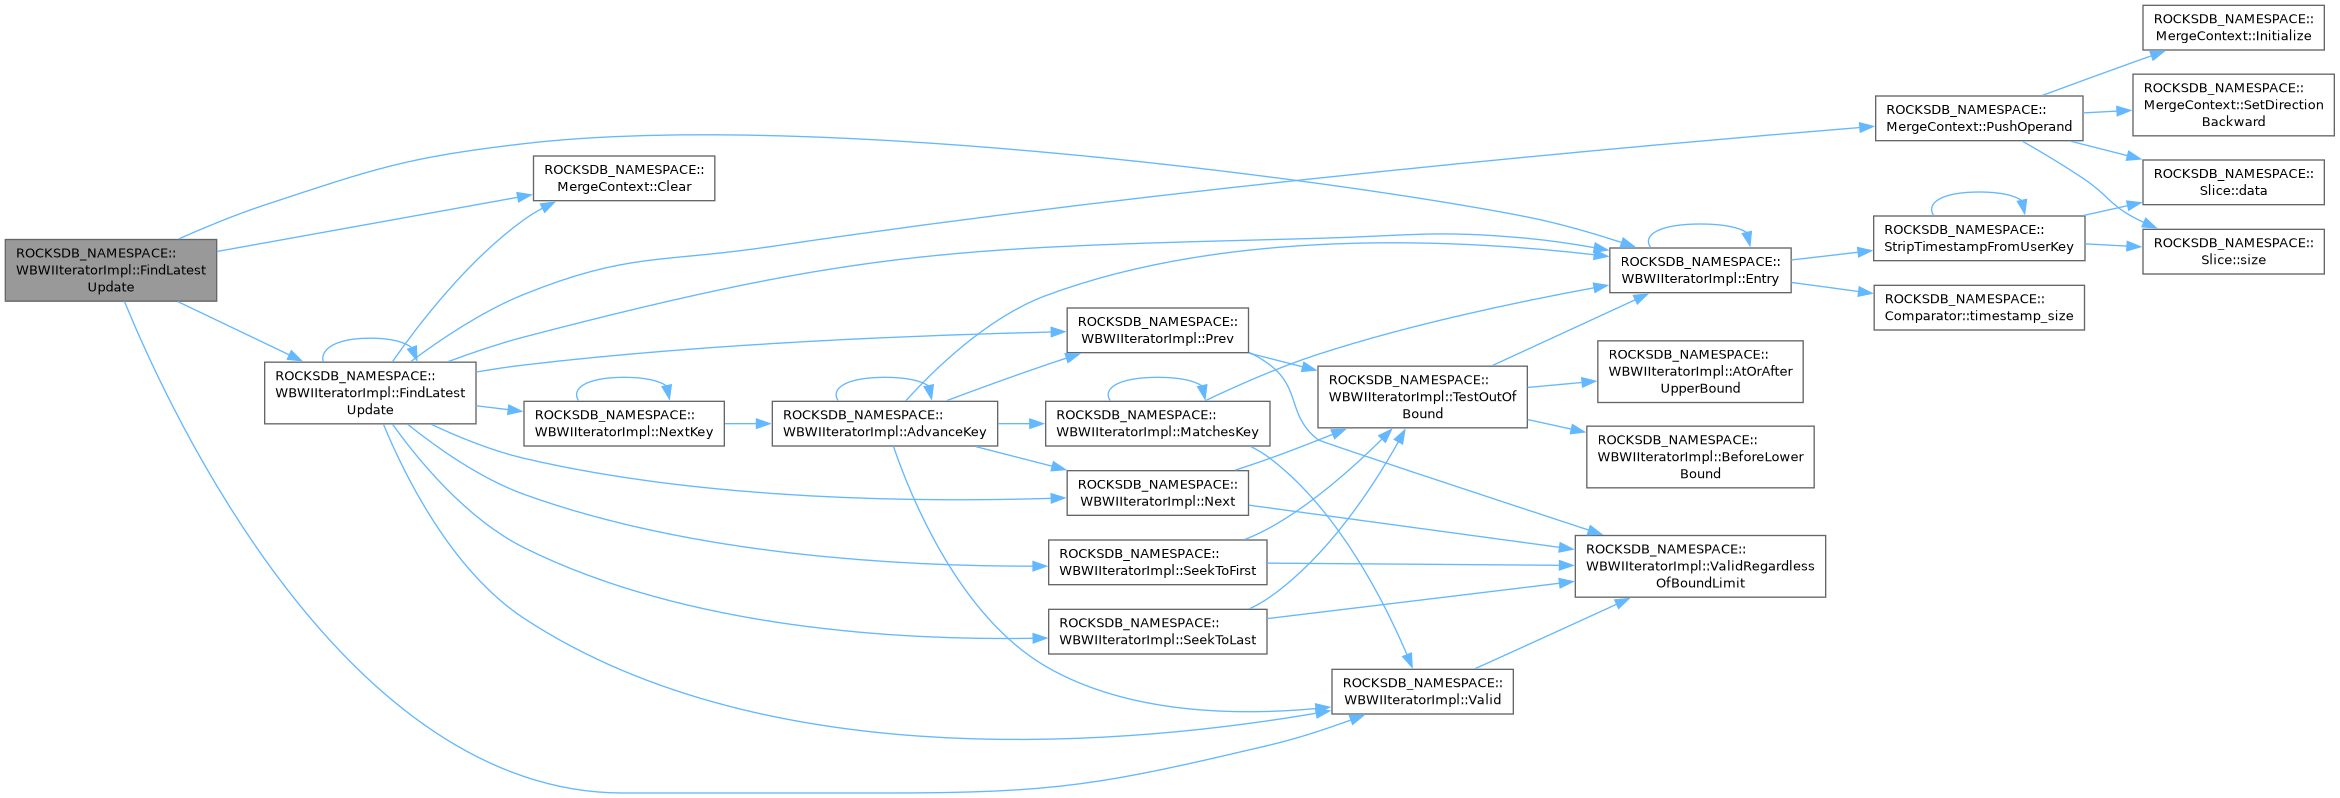 ROCKSDB_NAMESPACE::
WBWIIteratorImpl::FindLatest
Update
ROCKSDB_NAMESPACE::
MergeContext::Clear
ROCKSDB_NAMESPACE::
WBWIIteratorImpl::FindLatest
Update
ROCKSDB_NAMESPACE::
WBWIIteratorImpl::NextKey
ROCKSDB_NAMESPACE::
WBWIIteratorImpl::AdvanceKey
ROCKSDB_NAMESPACE::
WBWIIteratorImpl::Prev
ROCKSDB_NAMESPACE::
WBWIIteratorImpl::MatchesKey
ROCKSDB_NAMESPACE::
WBWIIteratorImpl::Next
ROCKSDB_NAMESPACE::
WBWIIteratorImpl::SeekToFirst
ROCKSDB_NAMESPACE::
WBWIIteratorImpl::SeekToLast
ROCKSDB_NAMESPACE::
WBWIIteratorImpl::TestOutOf
Bound
ROCKSDB_NAMESPACE::
WBWIIteratorImpl::Valid
ROCKSDB_NAMESPACE::
WBWIIteratorImpl::Entry
ROCKSDB_NAMESPACE::
WBWIIteratorImpl::AtOrAfter
UpperBound
ROCKSDB_NAMESPACE::
WBWIIteratorImpl::BeforeLower
Bound
ROCKSDB_NAMESPACE::
WBWIIteratorImpl::ValidRegardless
OfBoundLimit
ROCKSDB_NAMESPACE::
MergeContext::PushOperand
ROCKSDB_NAMESPACE::
StripTimestampFromUserKey
ROCKSDB_NAMESPACE::
Comparator::timestamp_size
ROCKSDB_NAMESPACE::
MergeContext::Initialize
ROCKSDB_NAMESPACE::
MergeContext::SetDirection
Backward
ROCKSDB_NAMESPACE::
Slice::data
ROCKSDB_NAMESPACE::
Slice::size